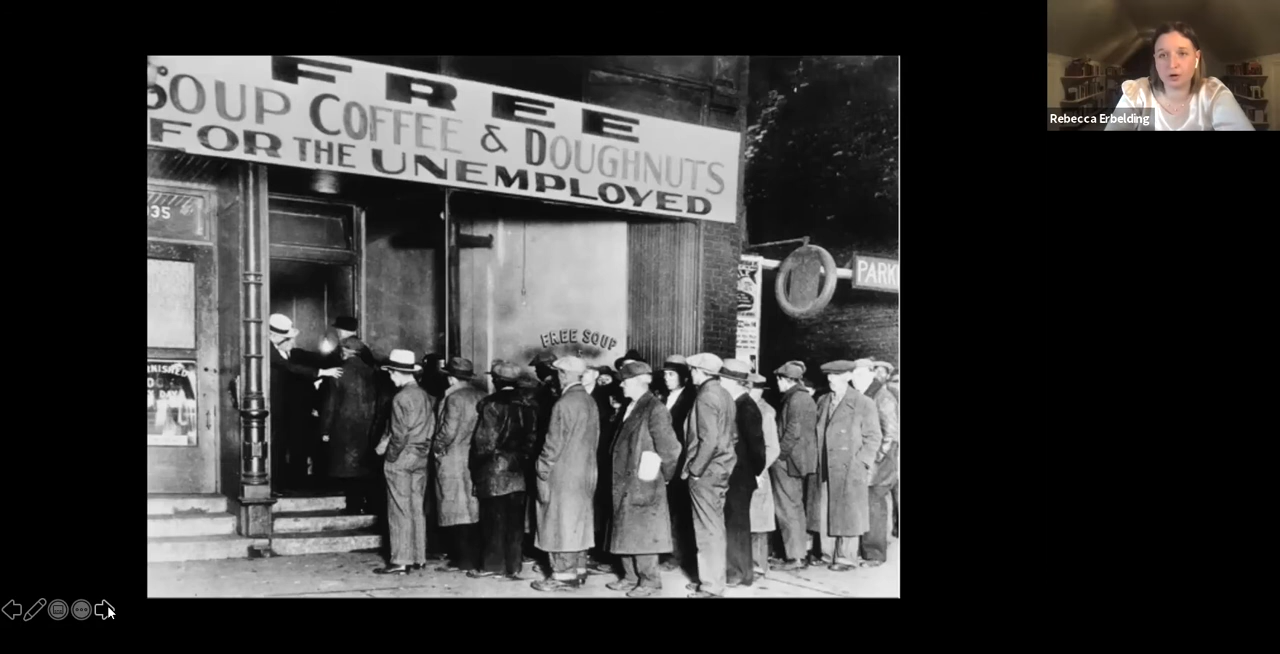 FREE
SOUP COFFEE & DOUGHNUTS
FOR THE UNEMPLOYED
35
FREE SOUP
PARK
Rebecca Erbelding